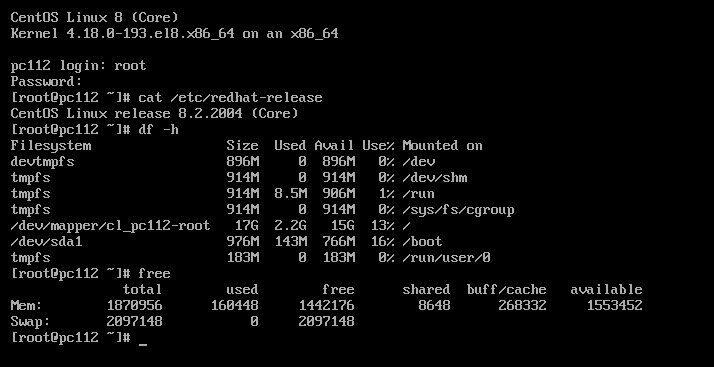 CentOS Linux 8 (Core)
Kernel 4.18.0-193.el8.x86_64 on an x86_64
pc112 login: root
Password:
[root@pc112 ~]# cat /etc/redhat-release
CentOS Linux release 8.2.2004 (Core)
[root@pc112 ~]# df -h
Filesystem                 Size  Used Avail Use% Mounted on
devtmpfs                   896M     0  896M   0% /dev
tmpfs                      914M     0  914M   0% /dev/shm
tmpfs                      914M  8.5M  906M   1% /run
tmpfs                      914M     0  914M   0% /sys/fs/cgroup
/dev/mapper/cl_pc112-root   17G  2.2G   15G  13% /
/dev/sda1                  976M  143M  766M  16% /boot
tmpfs                      183M     0  183M   0% /run/user/0
[root@pc112 ~]# free
              total        used        free      shared  buff/cache   available
Mem:        1870956      160448     1442176        8648      268332     1553452
Swap:       2097148           0     2097148
[root@pc112 ~]# _